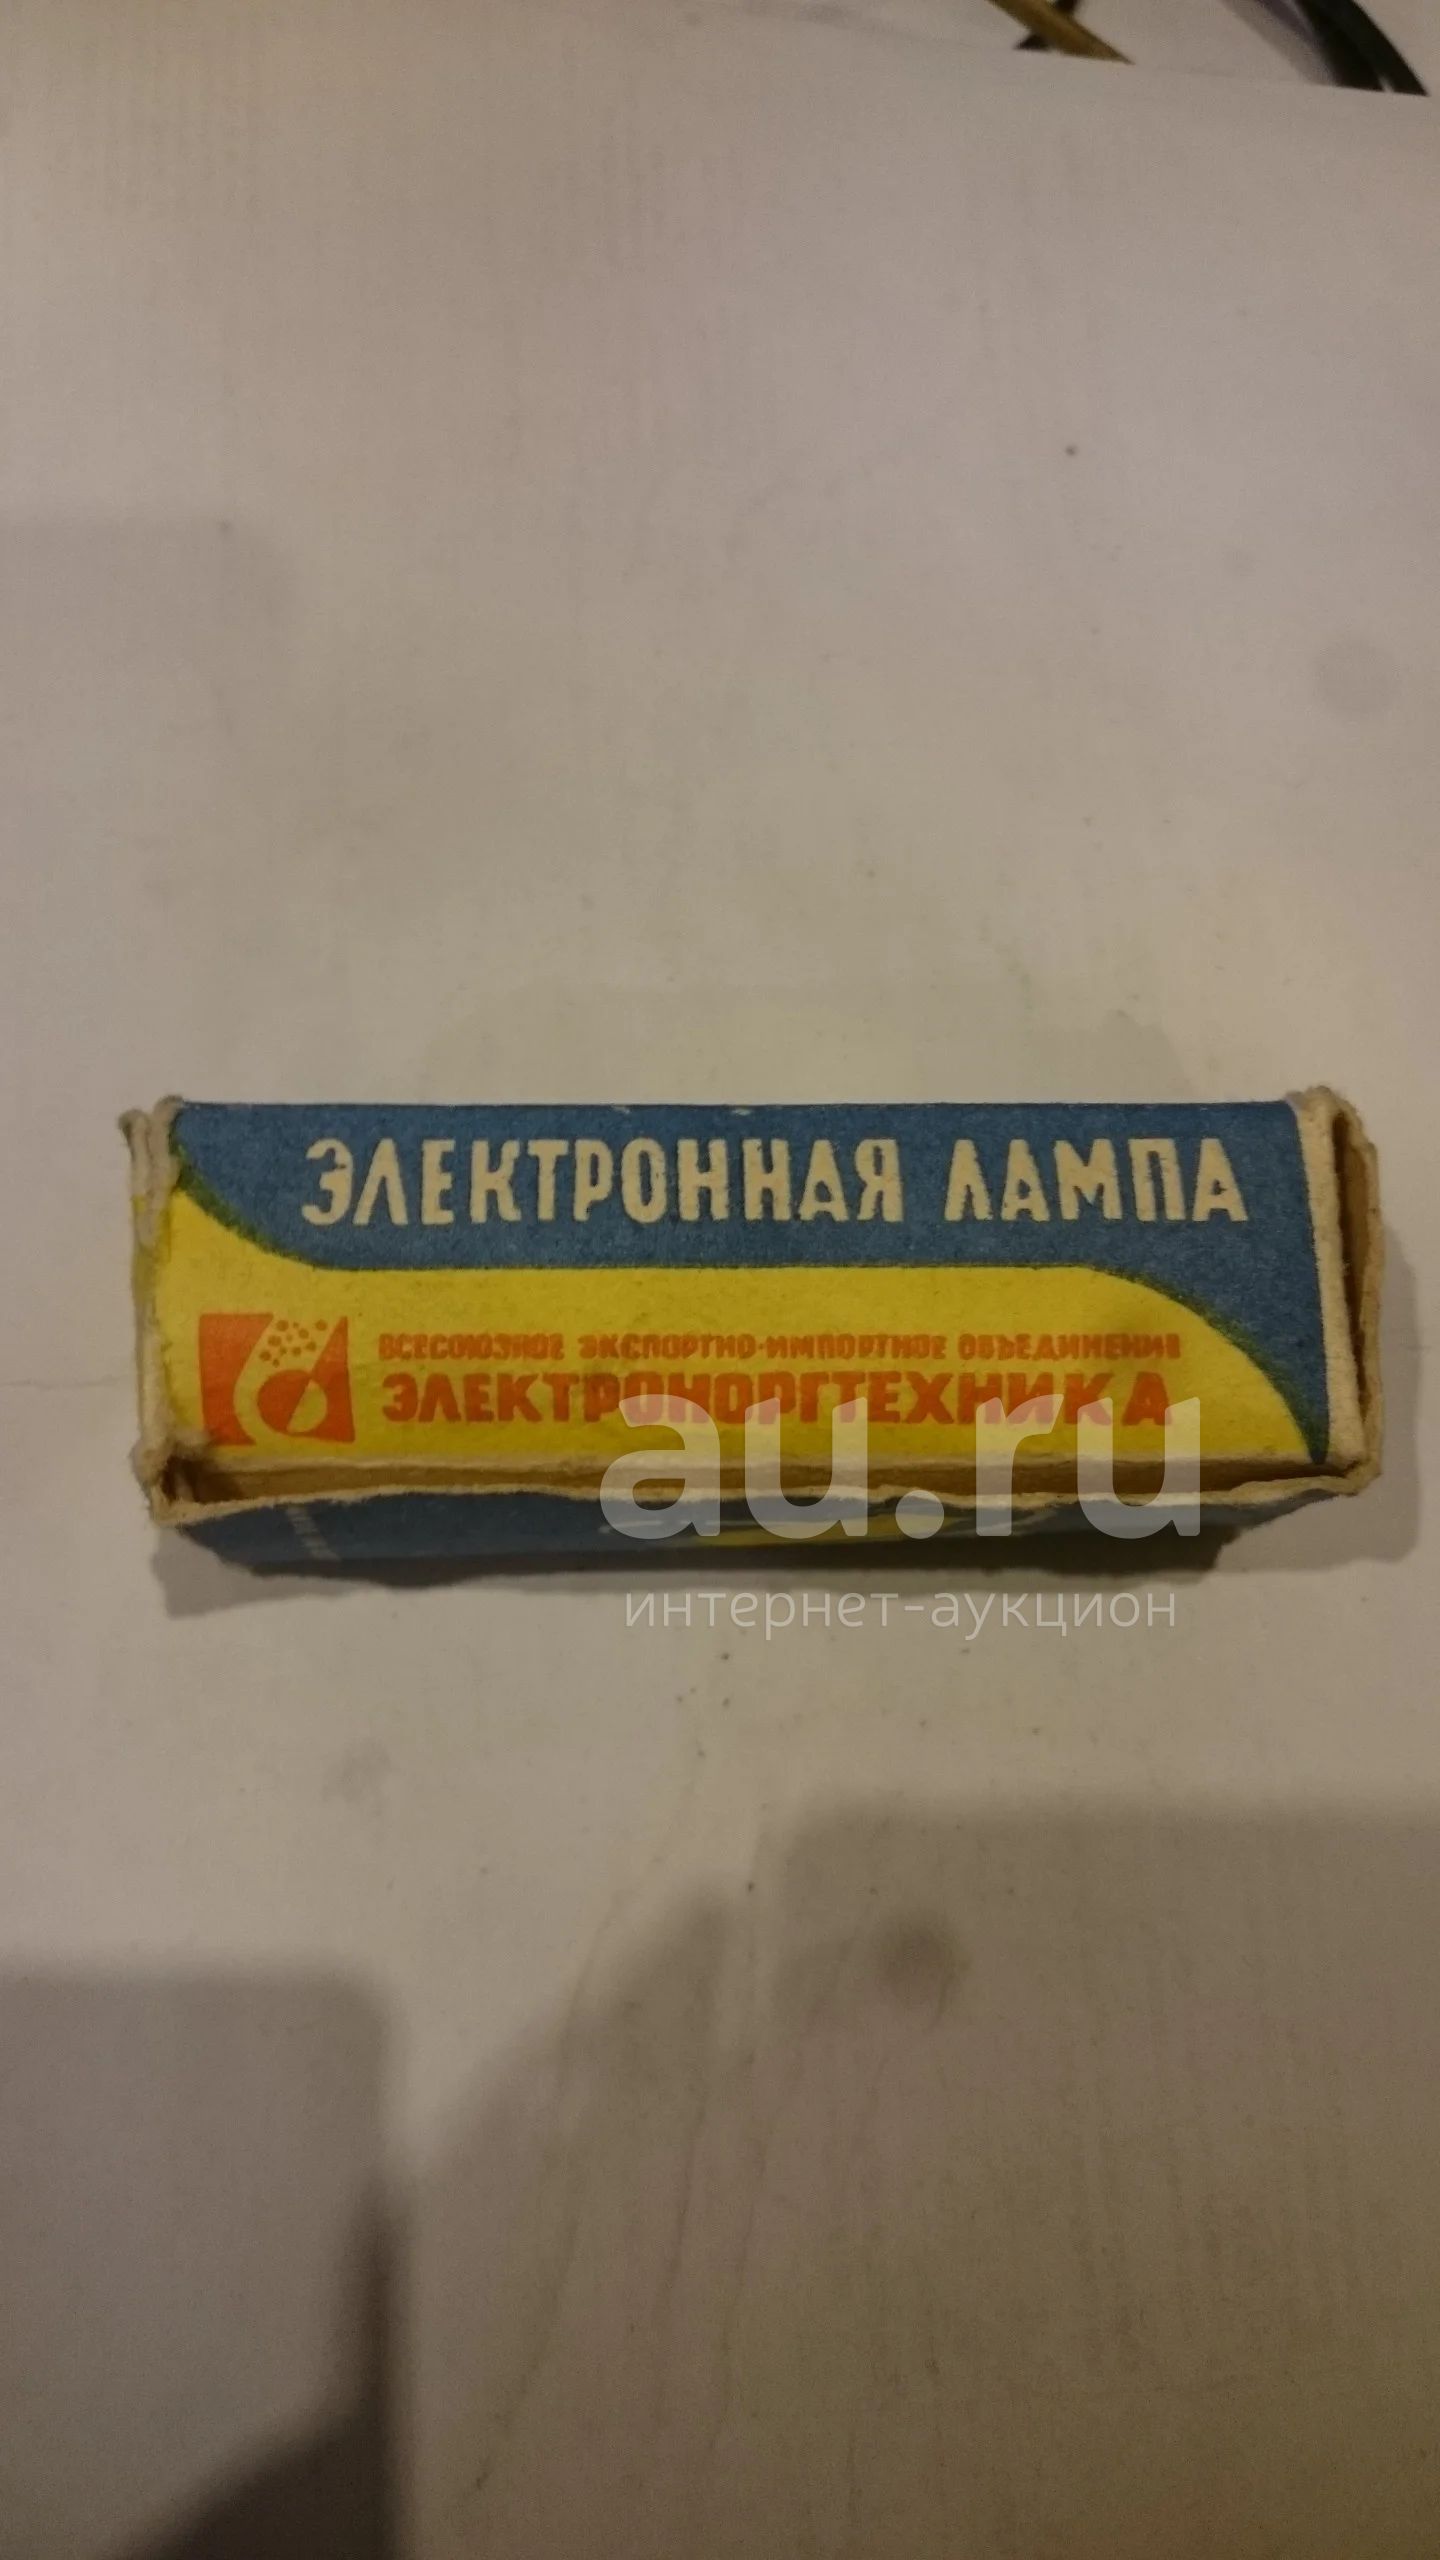 ЭЛЕКТРОННАЯ ЛАМПА
ВСЕСОЮЗНОЕ ЭКСПОРТНО-ИМПОРТНОЕ ОБЪЕДИНЕНИЕ
ЭЛЕКТРОНОРГТЕХНИКА
au.ru
интернет-аукцион